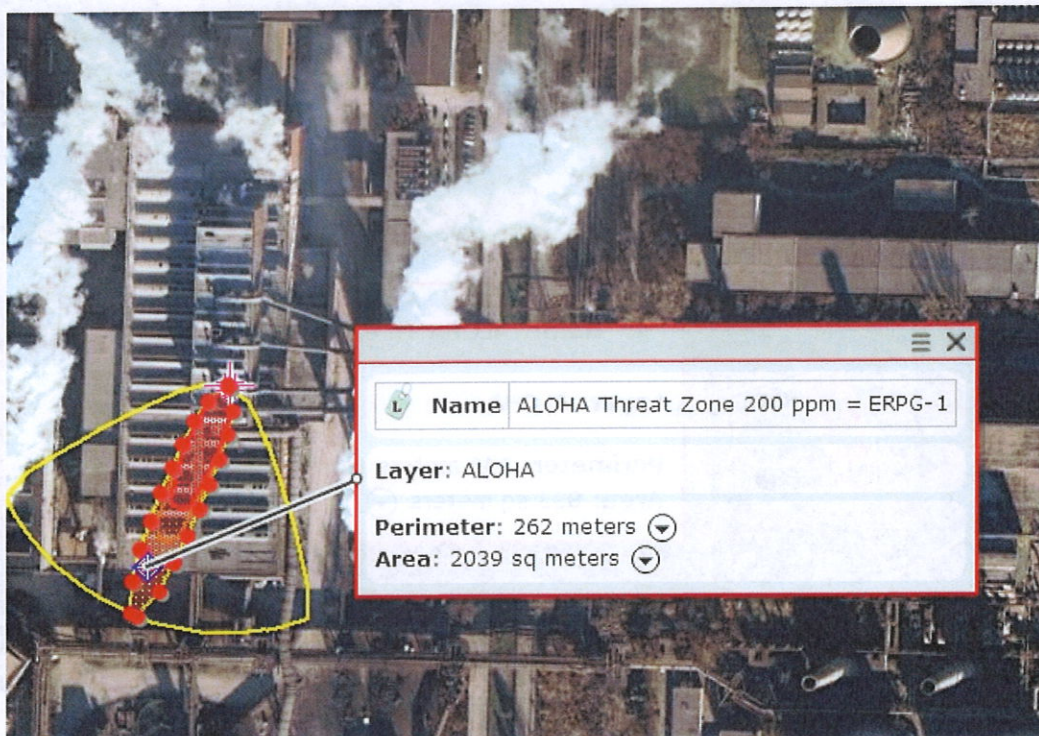 L Name ALOHA Threat Zone 200 ppm = ERPG-1
Layer: ALOHA
Perimeter: 262 meters
Area: 2039 sq meters